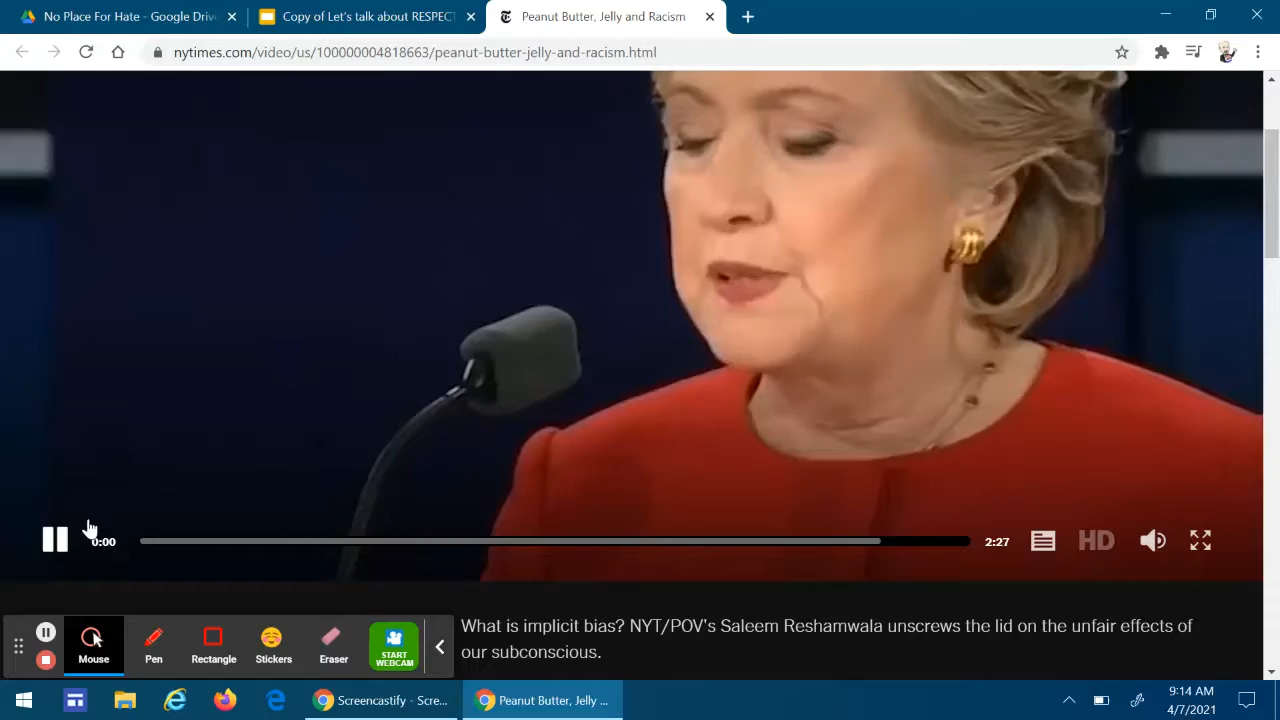 No Place For Hate - Google Driv
Copy of Let's talk about RESPECT
Peanut Butter, Jelly and Racism
nytimes.com/video/us/100000004818663/peanut-butter-jelly-and-racism.html
0:00
2:27
HD
What is implicit bias? NYT/POV's Saleem Reshamwala unscrews the lid on the unfair effects of
our subconscious.
Mouse
Pen
Rectangle
Stickers
Eraser
START
WEBCAM
Screencastify - Scre...
Peanut Butter, Jelly ...
9:14 AM
4/7/2021